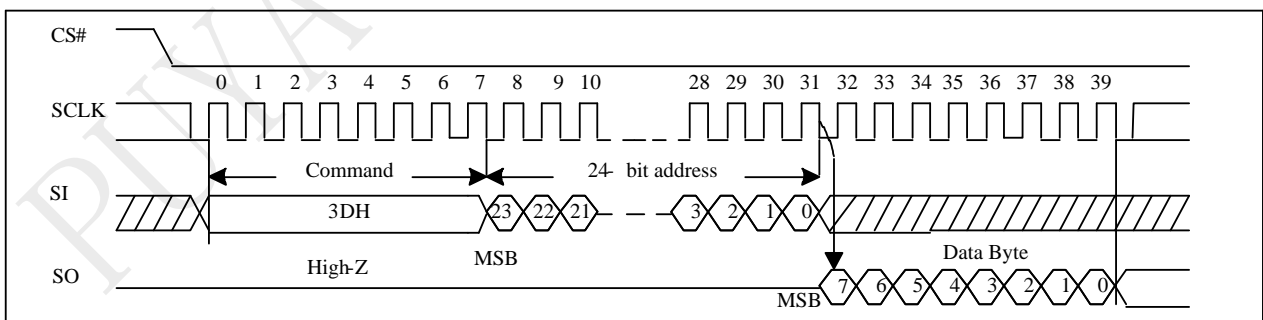 PUYA
CS#
0 1 2 3 4 5 6 7 8 9 10 28 29 30 31 32 33 34 35 36 37 38 39
SCLK
Command 24- bit address
SI
3DH 23 22 21 3 2 1 0
High-Z MSB Data Byte
SO
MSB 7 6 5 4 3 2 1 0